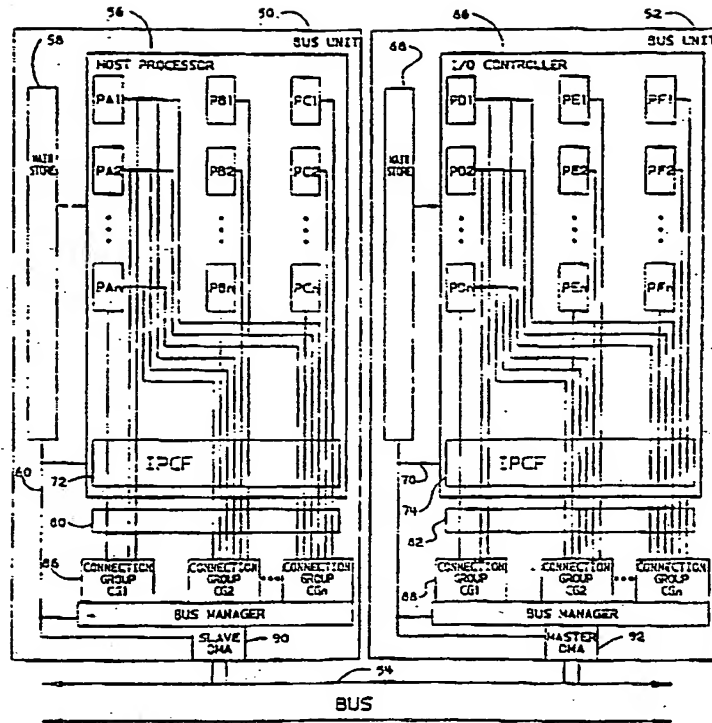 56 50 66 52
BUS UNIT BUS UNIT
58 HOST PROCESSOR 68 I/O CONTROLLER
PA1 PB1 PC1 PD1 PE1 PF1
MAIN STORE MAIN STORE
PA2 PB2 PC2 PD2 PE2 PF2
PAn PBn PCn PDn PEn PFn
60 IPCF 70 IPCF
72 74
80 82
86 CONNECTION GROUP CG1 CONNECTION GROUP CG2 CONNECTION GROUP CGn 88 CONNECTION GROUP CG1 CONNECTION GROUP CG2 CONNECTION GROUP CGn
BUS MANAGER BUS MANAGER
SLAVE DMA 90 MASTER DMA 92
54
BUS